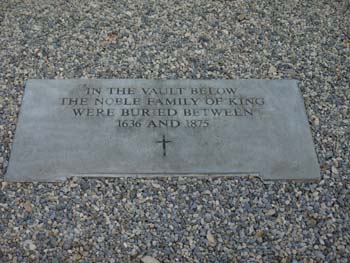 IN THE VAULT BELOW
THE NOBLE FAMILY OF KING
WERE BURIED BETWEEN
1636 AND 1875